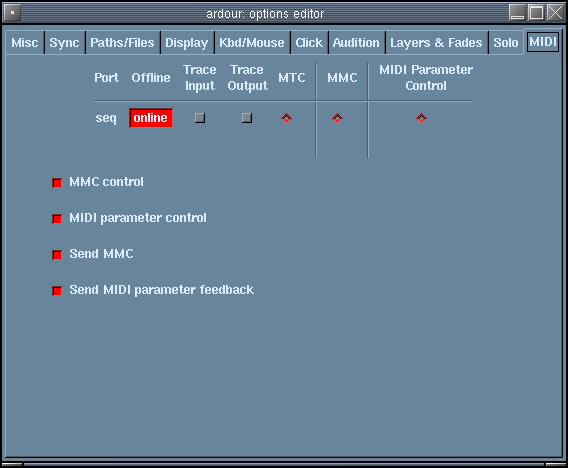 ardour: options editor
Misc Sync Paths/Files Display Kbd/Mouse Click Audition Layers & Fades Solo MIDI
Port Offline Trace Input Trace Output MTC MMC MIDI Parameter Control
seq online
MMC control
MIDI parameter control
Send MMC
Send MIDI parameter feedback